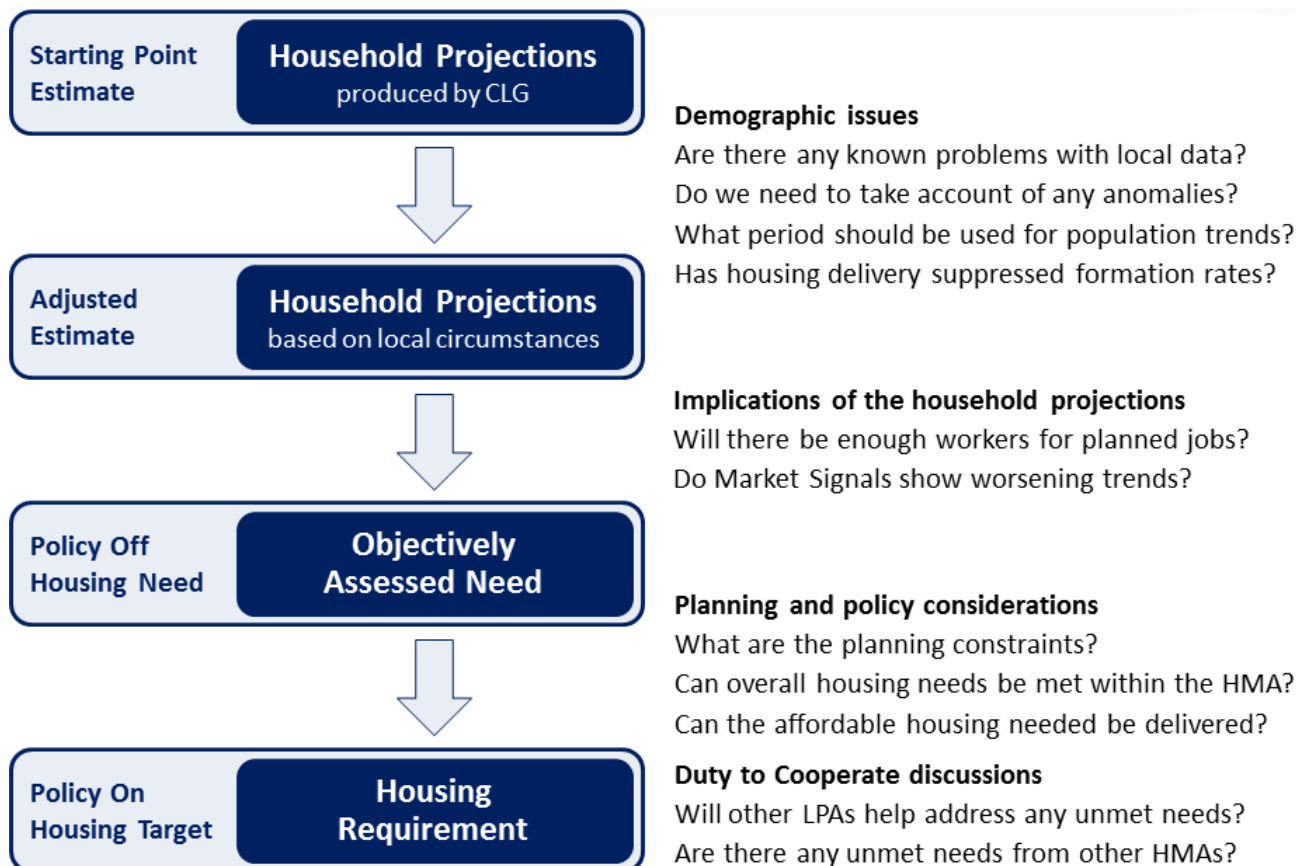 Starting Point
Estimate
Household Projections
produced by CLG
Demographic issues
Are there any known problems with local data?
Do we need to take account of any anomalies?
What period should be used for population trends?
Has housing delivery suppressed formation rates?
Adjusted
Estimate
Household Projections
based on local circumstances
Implications of the household projections
Will there be enough workers for planned jobs?
Do Market Signals show worsening trends?
Policy Off
Housing Need
Objectively
Assessed Need
Planning and policy considerations
What are the planning constraints?
Can overall housing needs be met within the HMA?
Can the affordable housing needed be delivered?
Policy On
Housing Target
Housing
Requirement
Duty to Cooperate discussions
Will other LPAs help address any unmet needs?
Are there any unmet needs from other HMAs?